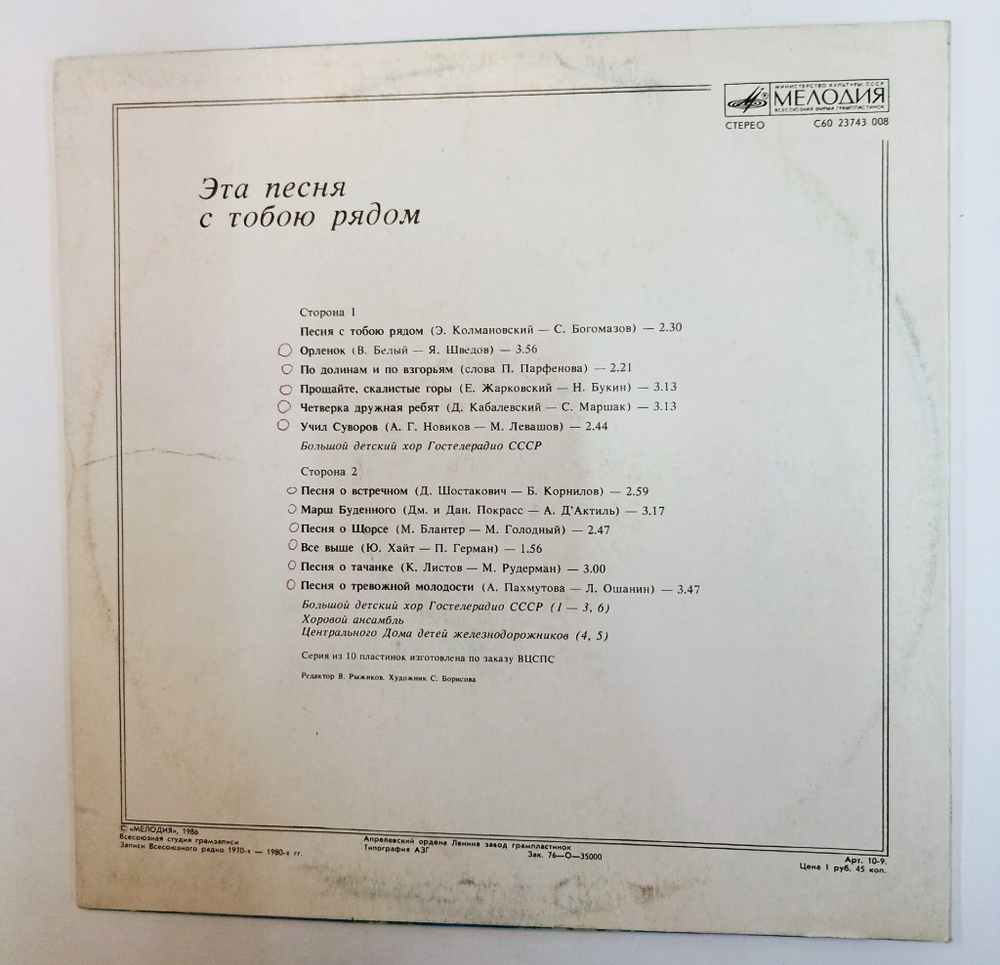 МИНИСТЕРСТВО КУЛЬТУРЫ СССР
МЕЛОДИЯ
ВСЕСОЮЗНАЯ ФИРМА ГРАМПЛАСТИНОК
СТЕРЕО С60 23743 008
Эта песня
с тобою рядом
Сторона 1
Песня с тобою рядом (Э. Колмановский — С. Богомазов) — 2.30
Орленок (В. Белый — Я. Шведов) — 3.56
По долинам и по взгорьям (слова П. Парфенова) — 2.21
Прощайте, скалистые горы (Е. Жарковский — Н. Букин) — 3.13
Четверка дружная ребят (Д. Кабалевский — С. Маршак) — 3.13
Учил Суворов (А. Г. Новиков — М. Левашов) — 2.44
Большой детский хор Гостелерадио СССР
Сторона 2
Песня о встречном (Д. Шостакович — Б. Корнилов) — 2.59
Марш Буденного (Дм. и Дан. Покрасс — А. Д'Актиль) — 3.17
Песня о Щорсе (М. Блантер — М. Голодный) — 2.47
Все выше (Ю. Хайт — П. Герман) — 1.56
Песня о тачанке (К. Листов — М. Рудерман) — 3.00
Песня о тревожной молодости (А. Пахмутова — Л. Ошанин) — 3.47
Большой детский хор Гостелерадио СССР (1 — 3, 6)
Хоровой ансамбль
Центрального Дома детей железнодорожников (4, 5)
Серия из 10 пластинок изготовлена по заказу ВЦСПС
Редактор В. Рыжиков. Художник С. Борисова
© «МЕЛОДИЯ», 1986
Всесоюзная студия грамзаписи
Записи Всесоюзного радио 1970-х — 1980-х гг.
Апрелевский ордена Ленина завод грампластинок
Типография АЗГ Зак. 76—О—35000
Арт. 10-9.
Цена 1 руб. 45 коп.